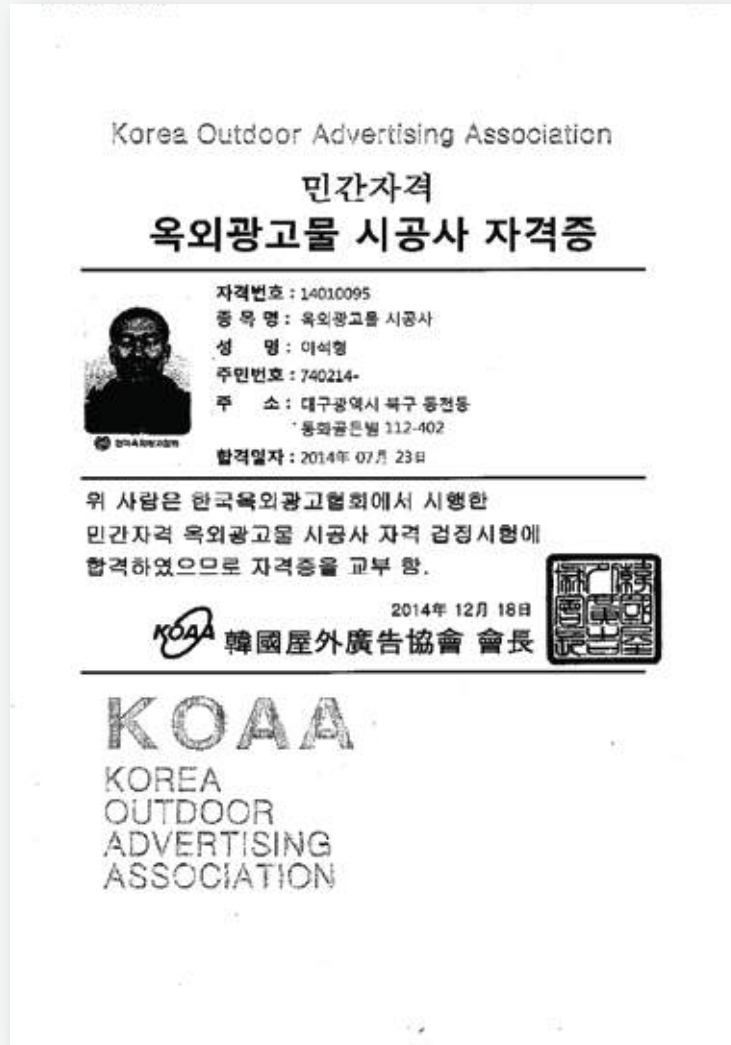 Korea Outdoor Advertising Association
민간자격
옥외광고물 시공사 자격증
자격번호 : 14010095
종 목 명 : 옥외광고물 시공사
성 명 : 이석형
주민번호 : 740214-
주 소 : 대구광역시 북구 동천동
동화골든빌 112-402
합격일자 : 2014年 07月 23日
위 사람은 한국옥외광고협회에서 시행한
민간자격 옥외광고물 시공사 자격 검정시험에
합격하였으므로 자격증을 교부 함.
2014年 12月 18日
KOAA 韓國屋外廣告協會 會長
KOAA
KOREA
OUTDOOR
ADVERTISING
ASSOCIATION